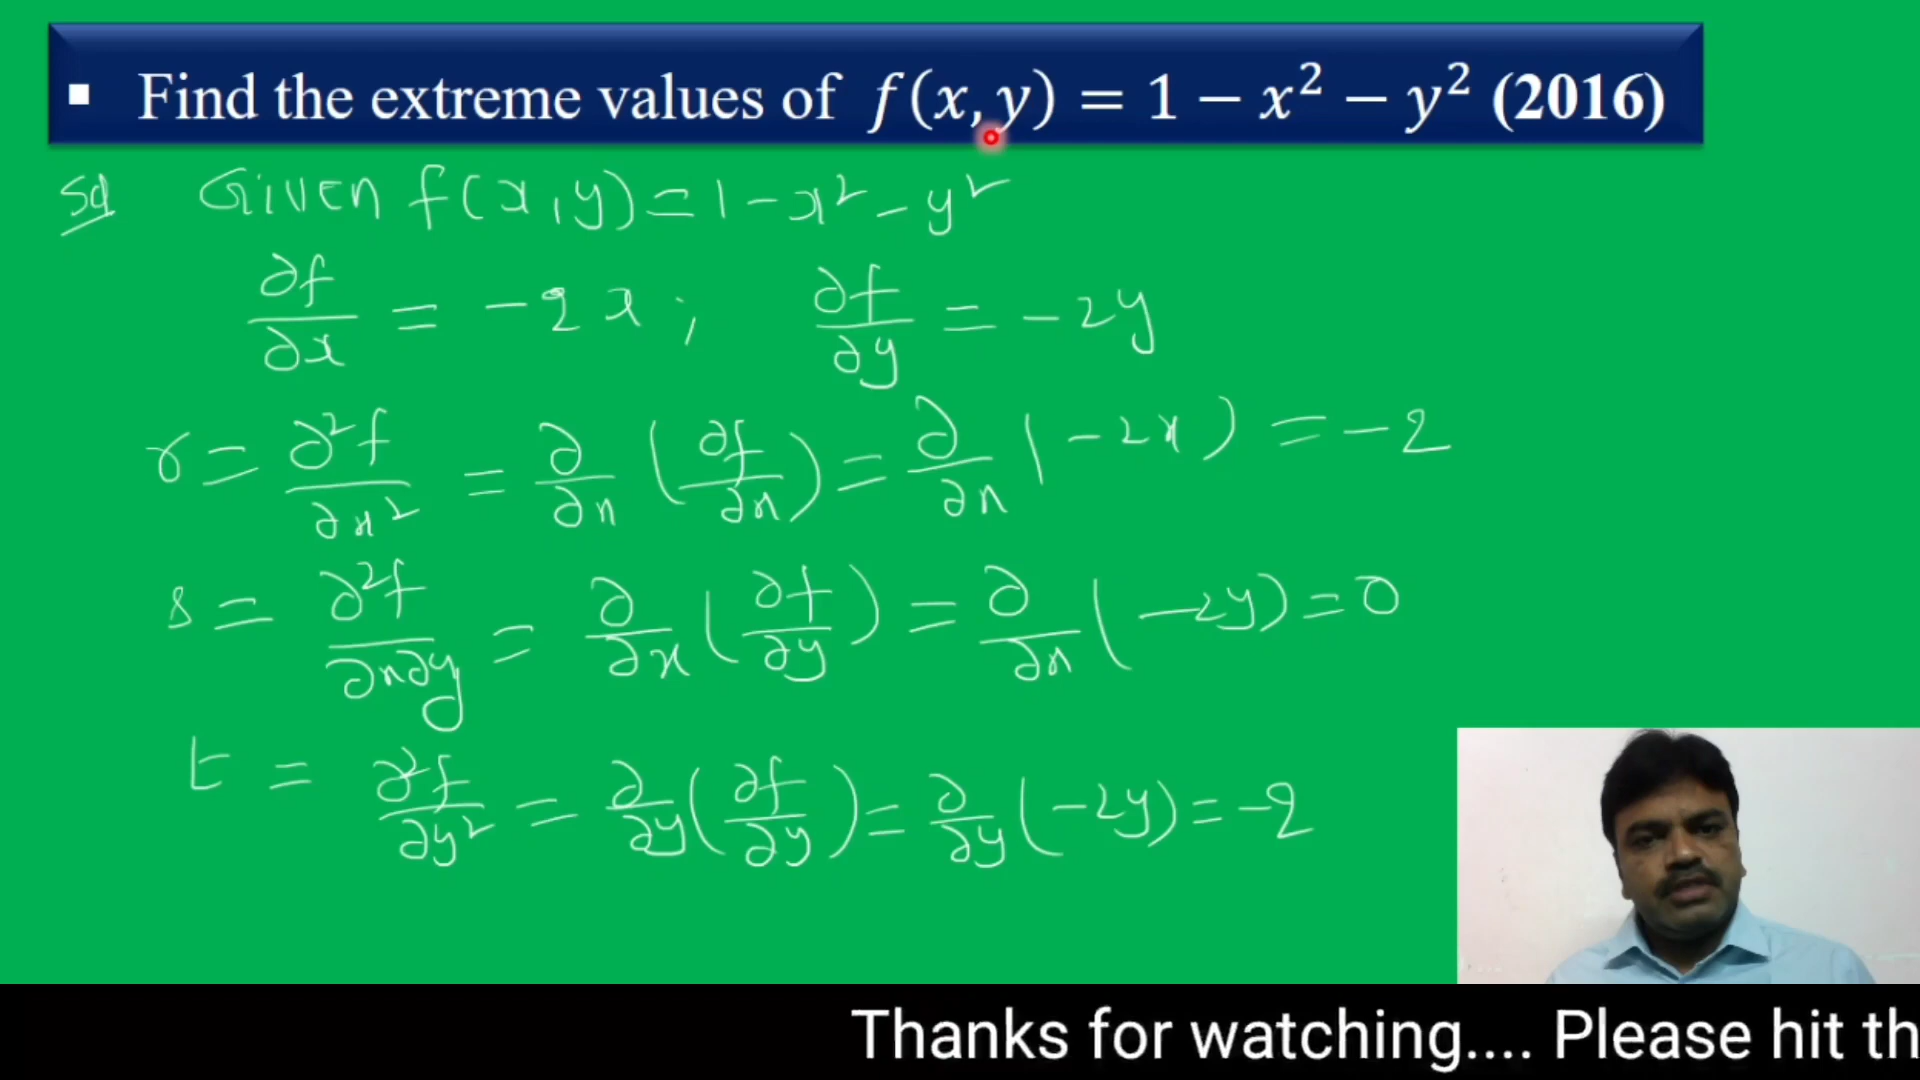 ▪ Find the extreme values of f(x,y) = 1 − x² − y² (2016)
Sol Given f(x,y) = 1 − x² − y²
∂f/∂x = −2x ; ∂f/∂y = −2y
r = ∂²f/∂x² = ∂/∂x (∂f/∂x) = ∂/∂x (−2x) = −2
s = ∂²f/∂x∂y = ∂/∂x (∂f/∂y) = ∂/∂x (−2y) = 0
t = ∂²f/∂y² = ∂/∂y (∂f/∂y) = ∂/∂y (−2y) = −2
Thanks for watching.... Please hit th